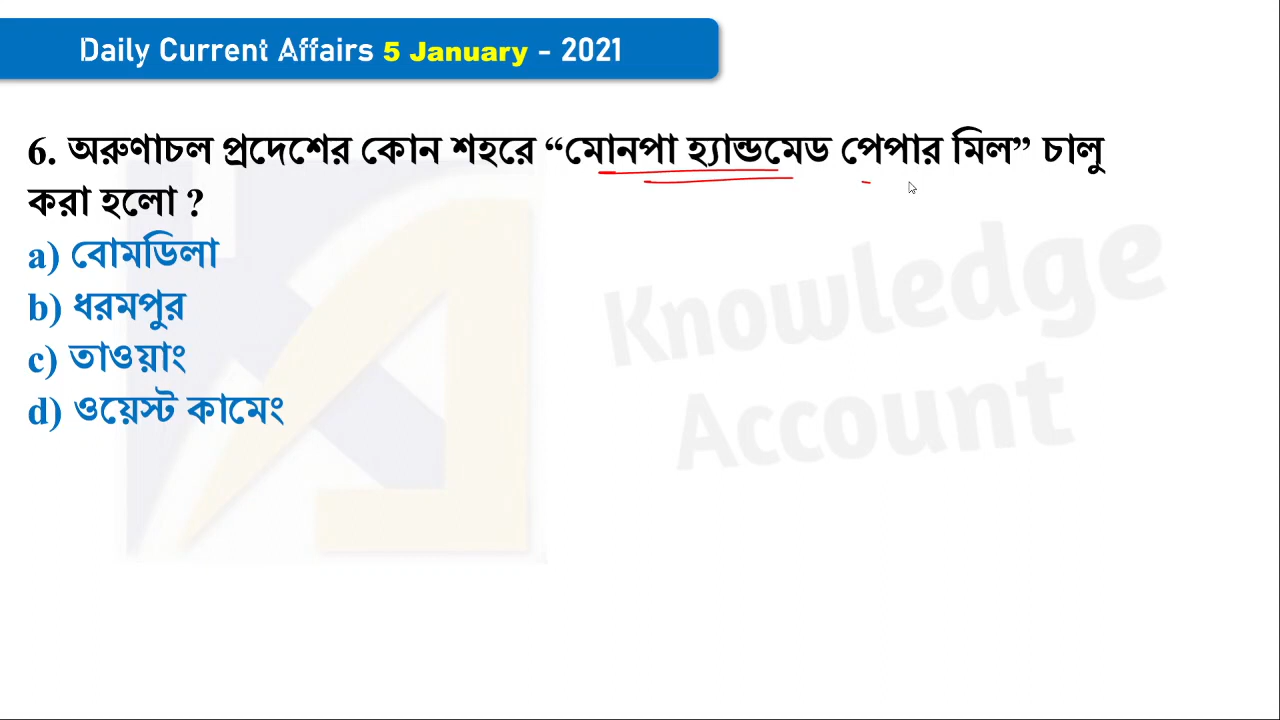 Daily Current Affairs 5 January - 2021
6. অরুণাচল প্রদেশের কোন শহরে “মোনপা হ্যান্ডমেড পেপার মিল” চালু
করা হলো ?
a) বোমডিলা
b) ধরমপুর
c) তাওয়াং
d) ওয়েস্ট কামেং
Knowledge
Account